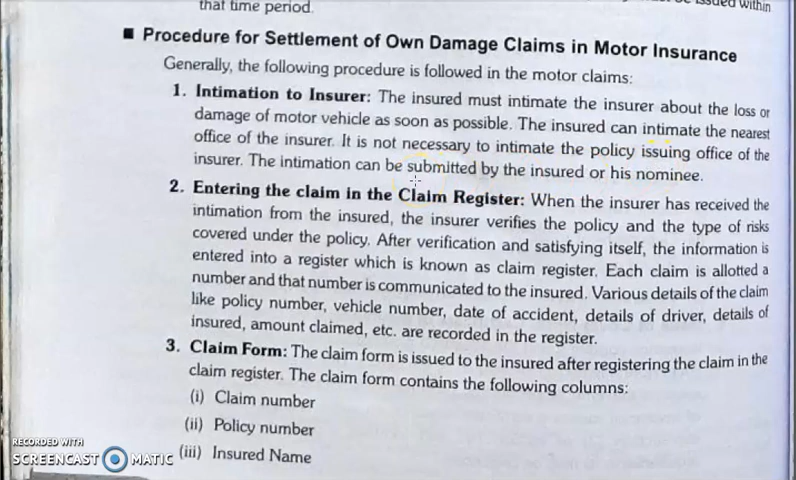 that time period.
issued within
■ Procedure for Settlement of Own Damage Claims in Motor Insurance
Generally, the following procedure is followed in the motor claims:
1. Intimation to Insurer: The insured must intimate the insurer about the loss or
damage of motor vehicle as soon as possible. The insured can intimate the nearest
office of the insurer. It is not necessary to intimate the policy issuing office of the
insurer. The intimation can be submitted by the insured or his nominee.
2. Entering the claim in the Claim Register: When the insurer has received the
intimation from the insured, the insurer verifies the policy and the type of risks
covered under the policy. After verification and satisfying itself, the information is
entered into a register which is known as claim register. Each claim is allotted a
number and that number is communicated to the insured. Various details of the claim
like policy number, vehicle number, date of accident, details of driver, details of
insured, amount claimed, etc. are recorded in the register.
3. Claim Form: The claim form is issued to the insured after registering the claim in the
claim register. The claim form contains the following columns:
(i) Claim number
(ii) Policy number
(iii) Insured Name
RECORDED WITH
SCREENCAST MATIC